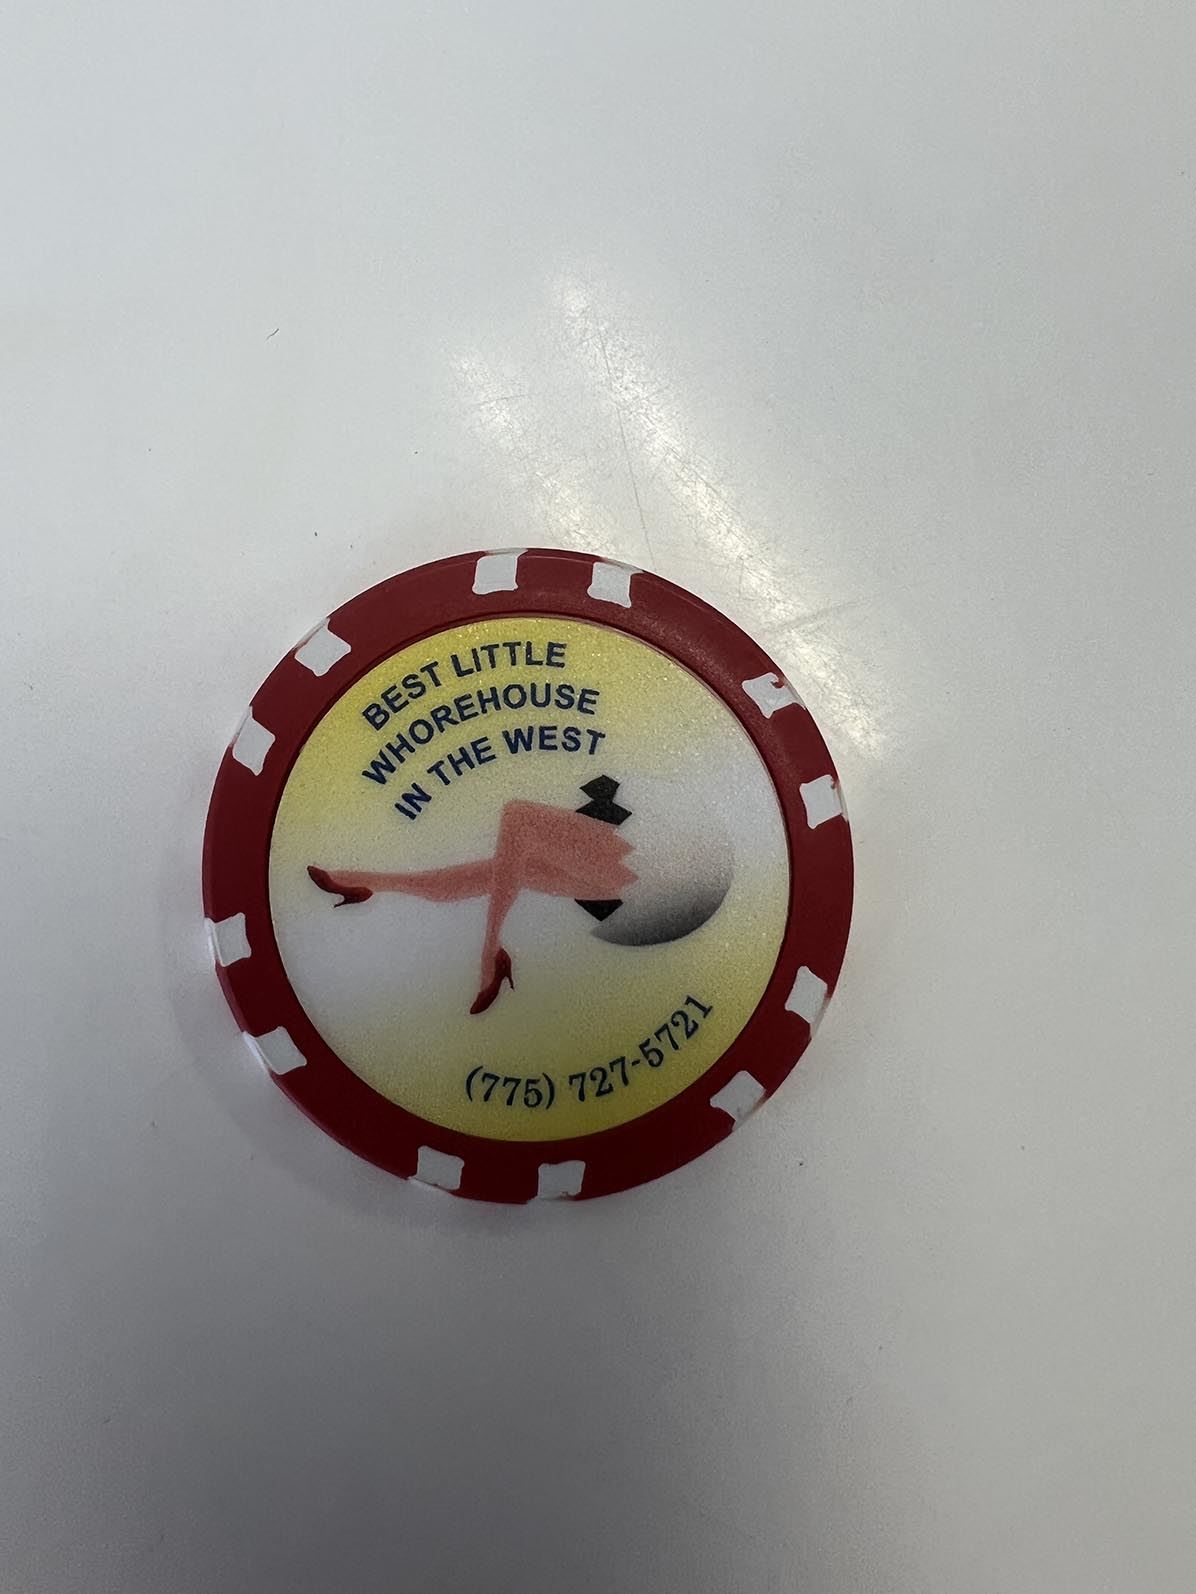 BEST LITTLE
WHOREHOUSE
IN THE WEST
(775) 727-5721